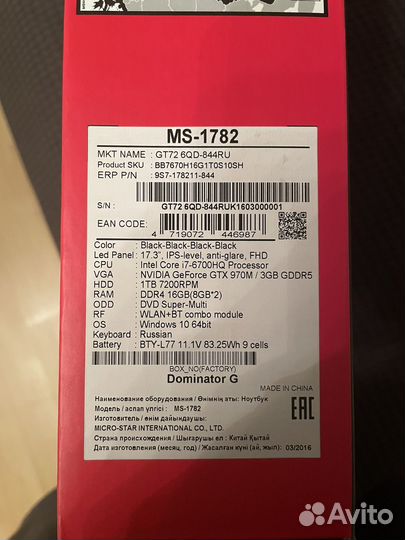 MS-1782
MKT NAME : GT72 6QD-844RU
Product SKU : BB7670H16G1T0S10SH
ERP P/N : 9S7-178211-844
S/N : GT72 6QD-844RUK1603000001
EAN CODE:
4 719072 446987
Color : Black-Black-Black-Black
Led Panel : 17.3", IPS-level, anti-glare, FHD
CPU : Intel Core i7-6700HQ Processor
VGA : NVIDIA GeForce GTX 970M / 3GB GDDR5
HDD : 1TB 7200RPM
RAM : DDR4 16GB(8GB*2)
ODD : DVD Super-Multi
RF : WLAN+BT combo module
OS : Windows 10 64bit
Keyboard : Russian
Battery : BTY-L77 11.1V 83.25Wh 9 cells
BOX_NO(FACTORY)
Dominator G
MADE IN CHINA
Наименование оборудования / Өнімнің аты: Ноутбук
Модель / аспап үлгісі : MS-1782
Изготовитель / өнім дайындаушы:
MICRO-STAR INTERNATIONAL CO., LTD.
Страна происхождения / Шығарушы ел : Китай Қытай
Дата изготовления (месяц, год) / Жасалған күні (ай, жыл): 03/2016
EAC
Avito